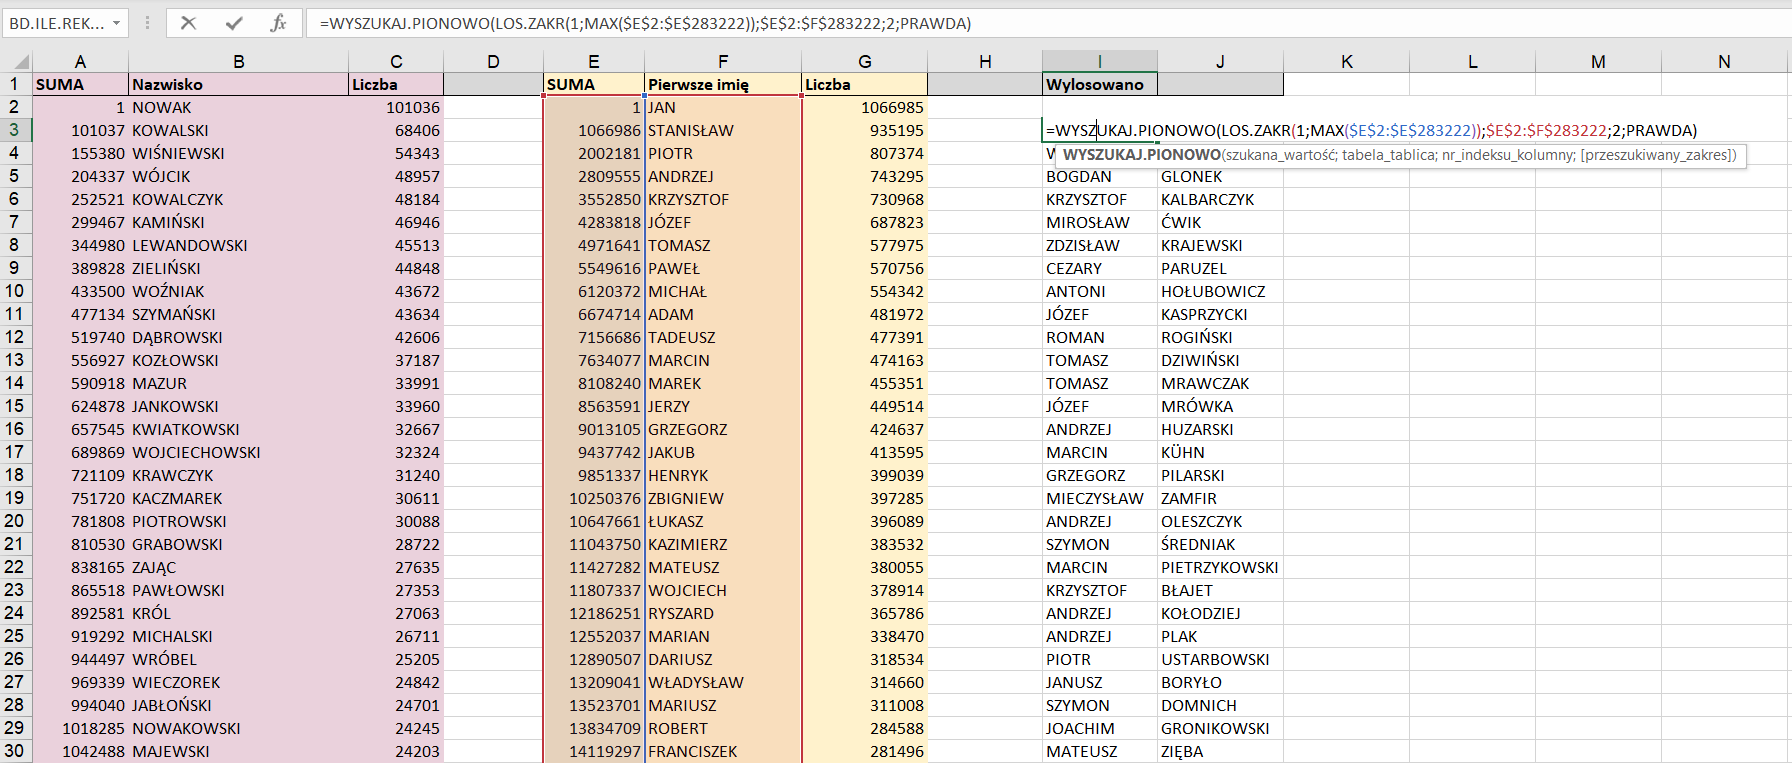 BD.ILE.REK... fx =WYSZUKAJ.PIONOWO(LOS.ZAKR(1;MAX($E$2:$E$283222));$E$2:$F$283222;2;PRAWDA)
A B C D E F G H I J K L M N
1 SUMA Nazwisko Liczba SUMA Pierwsze imię Liczba Wylosowano
2 1 NOWAK 101036 1 JAN 1066985
3 101037 KOWALSKI 68406 1066986 STANISŁAW 935195 =WYSZUKAJ.PIONOWO(LOS.ZAKR(1;MAX($E$2:$E$283222));$E$2:$F$283222;2;PRAWDA)
4 155380 WIŚNIEWSKI 54343 2002181 PIOTR 807374 W WYSZUKAJ.PIONOWO(szukana_wartość; tabela_tablica; nr_indeksu_kolumny; [przeszukiwany_zakres])
5 204337 WÓJCIK 48957 2809555 ANDRZEJ 743295 BOGDAN GLONEK
6 252521 KOWALCZYK 48184 3552850 KRZYSZTOF 730968 KRZYSZTOF KALBARCZYK
7 299467 KAMIŃSKI 46946 4283818 JÓZEF 687823 MIROSŁAW ĆWIK
8 344980 LEWANDOWSKI 45513 4971641 TOMASZ 577975 ZDZISŁAW KRAJEWSKI
9 389828 ZIELIŃSKI 44848 5549616 PAWEŁ 570756 CEZARY PARUZEL
10 433500 WOŹNIAK 43672 6120372 MICHAŁ 554342 ANTONI HOŁUBOWICZ
11 477134 SZYMAŃSKI 43634 6674714 ADAM 481972 JÓZEF KASPRZYCKI
12 519740 DĄBROWSKI 42606 7156686 TADEUSZ 477391 ROMAN ROGIŃSKI
13 556927 KOZŁOWSKI 37187 7634077 MARCIN 474163 TOMASZ DZIWIŃSKI
14 590918 MAZUR 33991 8108240 MAREK 455351 TOMASZ MRAWCZAK
15 624878 JANKOWSKI 33960 8563591 JERZY 449514 JÓZEF MRÓWKA
16 657545 KWIATKOWSKI 32667 9013105 GRZEGORZ 424637 ANDRZEJ HUZARSKI
17 689869 WOJCIECHOWSKI 32324 9437742 JAKUB 413595 MARCIN KÜHN
18 721109 KRAWCZYK 31240 9851337 HENRYK 399039 GRZEGORZ PILARSKI
19 751720 KACZMAREK 30611 10250376 ZBIGNIEW 397285 MIECZYSŁAW ZAMFIR
20 781808 PIOTROWSKI 30088 10647661 ŁUKASZ 396089 ANDRZEJ OLESZCZYK
21 810530 GRABOWSKI 28722 11043750 KAZIMIERZ 383532 SZYMON ŚREDNIAK
22 838165 ZAJĄC 27635 11427282 MATEUSZ 380055 MARCIN PIETRZYKOWSKI
23 865518 PAWŁOWSKI 27353 11807337 WOJCIECH 378914 KRZYSZTOF BŁAJET
24 892581 KRÓL 27063 12186251 RYSZARD 365786 ANDRZEJ KOŁODZIEJ
25 919292 MICHALSKI 26711 12552037 MARIAN 338470 ANDRZEJ PLAK
26 944497 WRÓBEL 25205 12890507 DARIUSZ 318534 PIOTR USTARBOWSKI
27 969339 WIECZOREK 24842 13209041 WŁADYSŁAW 314660 JANUSZ BORYŁO
28 994040 JABŁOŃSKI 24701 13523701 MARIUSZ 311008 SZYMON DOMNICH
29 1018285 NOWAKOWSKI 24245 13834709 ROBERT 284588 JOACHIM GRONIKOWSKI
30 1042488 MAJEWSKI 24203 14119297 FRANCISZEK 281496 MATEUSZ ZIĘBA